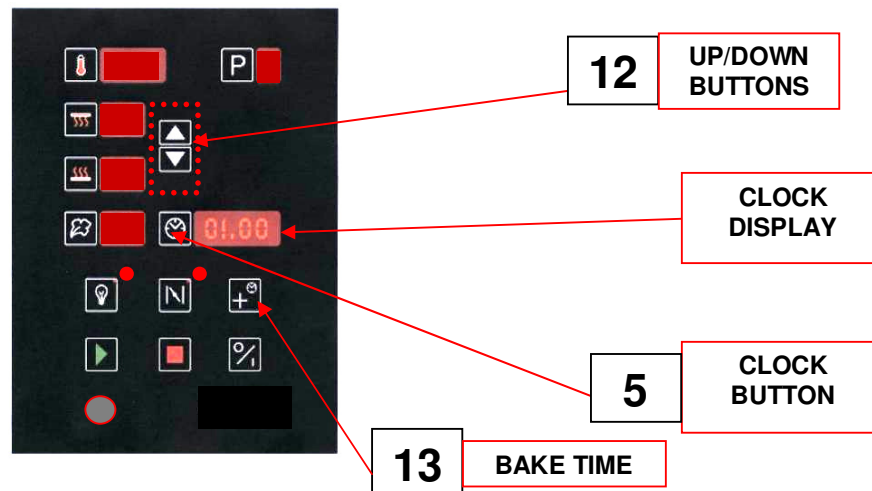 P
12
UP/DOWN
BUTTONS
CLOCK
DISPLAY
01.00
5
CLOCK
BUTTON
13
BAKE TIME